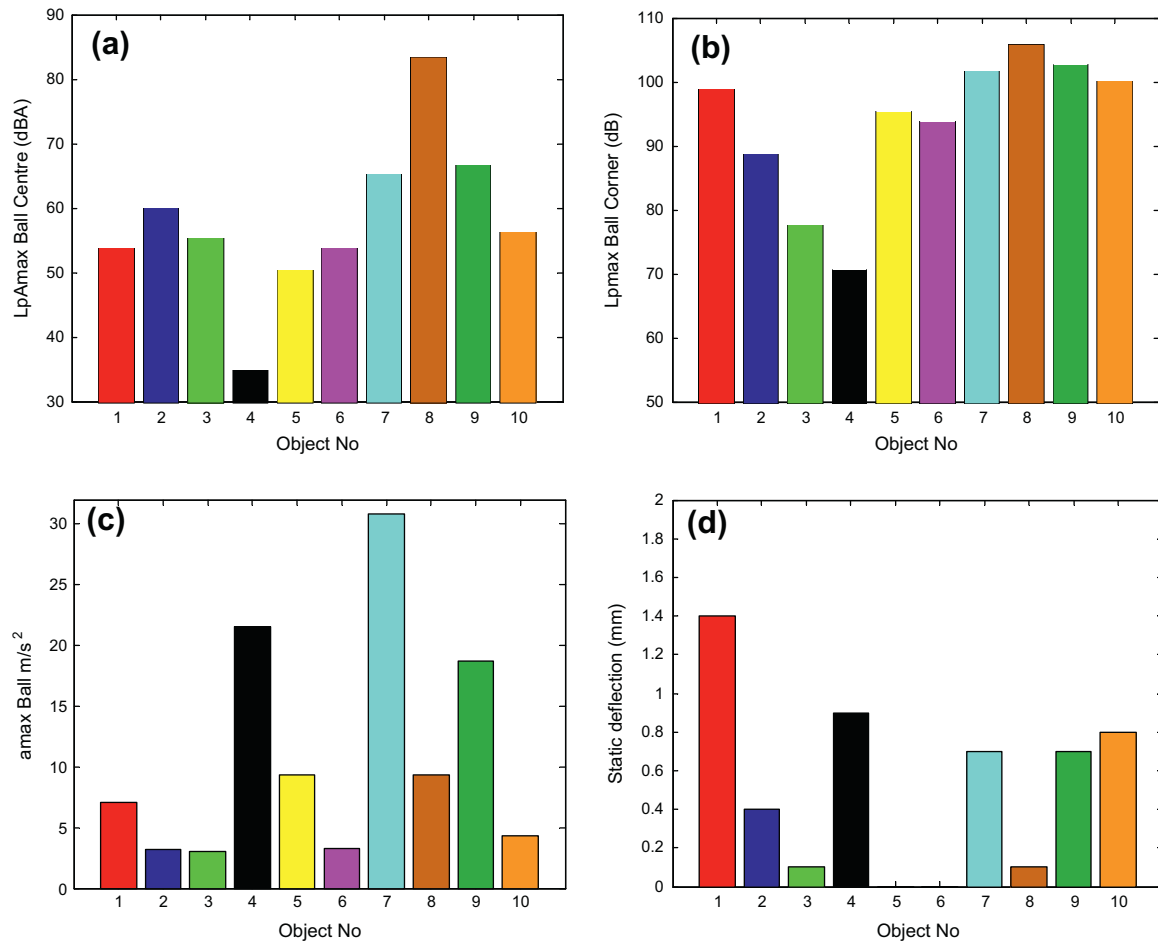 (a)
LpAmax Ball Centre (dBA)
90
80
70
60
50
40
30
1 2 3 4 5 6 7 8 9 10
Object No
(b)
Lpmax Ball Corner (dB)
110
100
90
80
70
60
50
1 2 3 4 5 6 7 8 9 10
Object No
(c)
amax Ball m/s²
30
25
20
15
10
5
0
1 2 3 4 5 6 7 8 9 10
Object No
(d)
Static deflection (mm)
2
1.8
1.6
1.4
1.2
1
0.8
0.6
0.4
0.2
0
1 2 3 4 5 6 7 8 9 10
Object No